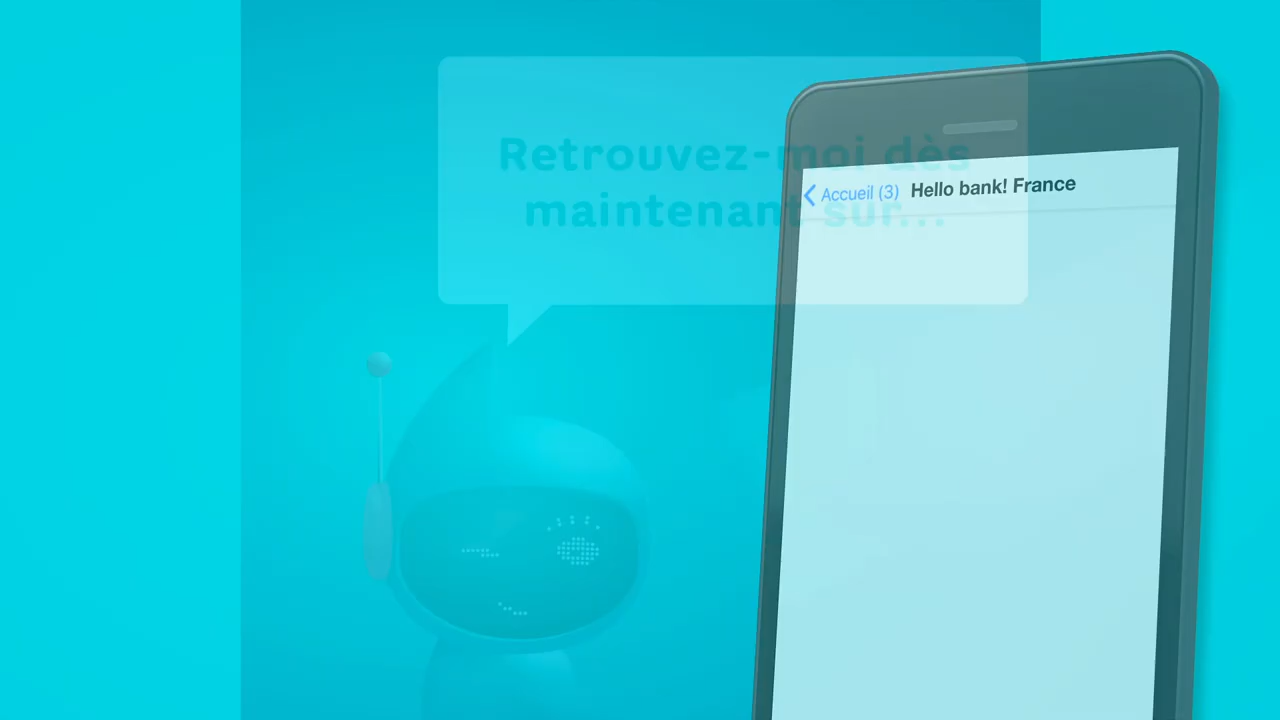 Retrouvez-moi dès
maintenant sur...
Accueil (3) Hello bank! France